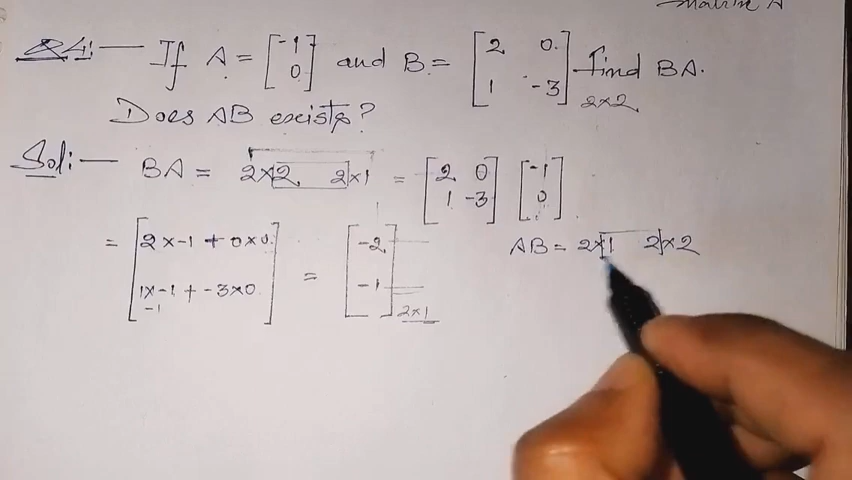 Matrix A
Q4:— If A = [-1 0] and B = [2 0 1 -3] 2×2 find BA.
Does AB exists?
Sol:— BA = 2×2 2×1 = [2 0 1 -3] [-1 0]
= [2×-1 + 0×0 1×-1 + -3×0 -1] = [-2 -1] 2×1
AB = 2×1 2×2